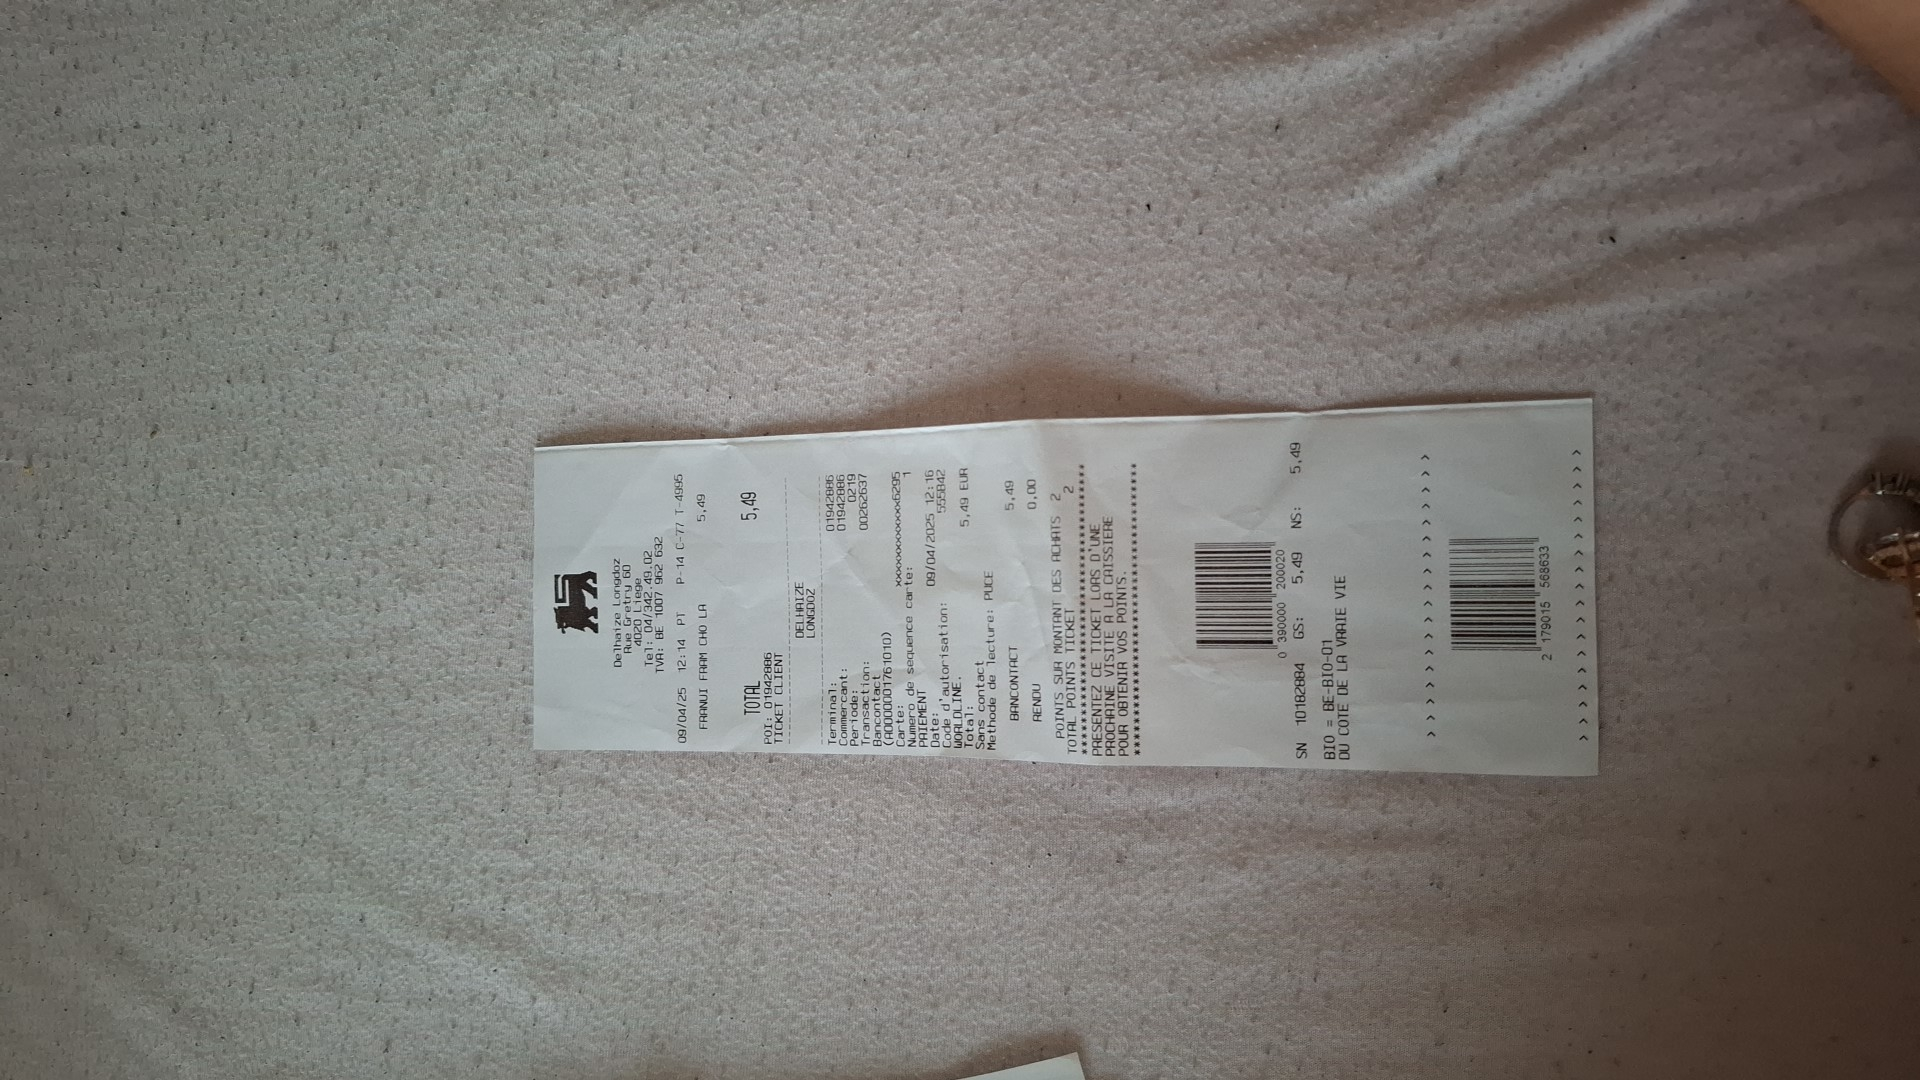 Delhaize Longdoz
Rue Gretry 60
4020 Liege
Tel: 04/342.49.02
TVA: BE 1007 962 632
09/04/25 12:14 PT P-14 C-77 T-4995
FRANUI FRAM CHO LA 5,49
TOTAL 5,49
POI: 01942886
TICKET CLIENT
DELHAIZE
LONGDOZ
Terminal: 01942886
Commercant: 01942886
Periode: 0219
Transaction: 00262637
Bancontact
(A0000001761010)
Carte: xxxxxxxxxxxxx6295
Numero de sequence carte: 1
PAIEMENT
Date: 09/04/2025 12:16
Code d'autorisation: 555842
WORLDLINE.
Total: 5,49 EUR
Sans contact
Methode de lecture: PUCE
BANCONTACT 5,49
RENDU 0,00
POINTS SUR MONTANT DES ACHATS 2
TOTAL POINTS TICKET 2
PRESENTEZ CE TICKET LORS D'UNE
PROCHAINE VISITE A LA CAISSIERE
POUR OBTENIR VOS POINTS.
0 390000 200020
SN 10182884 GS: 5,49 NS: 5,49
BIO = BE-BIO-01
DU COTE DE LA VRAIE VIE
2 179015 568633